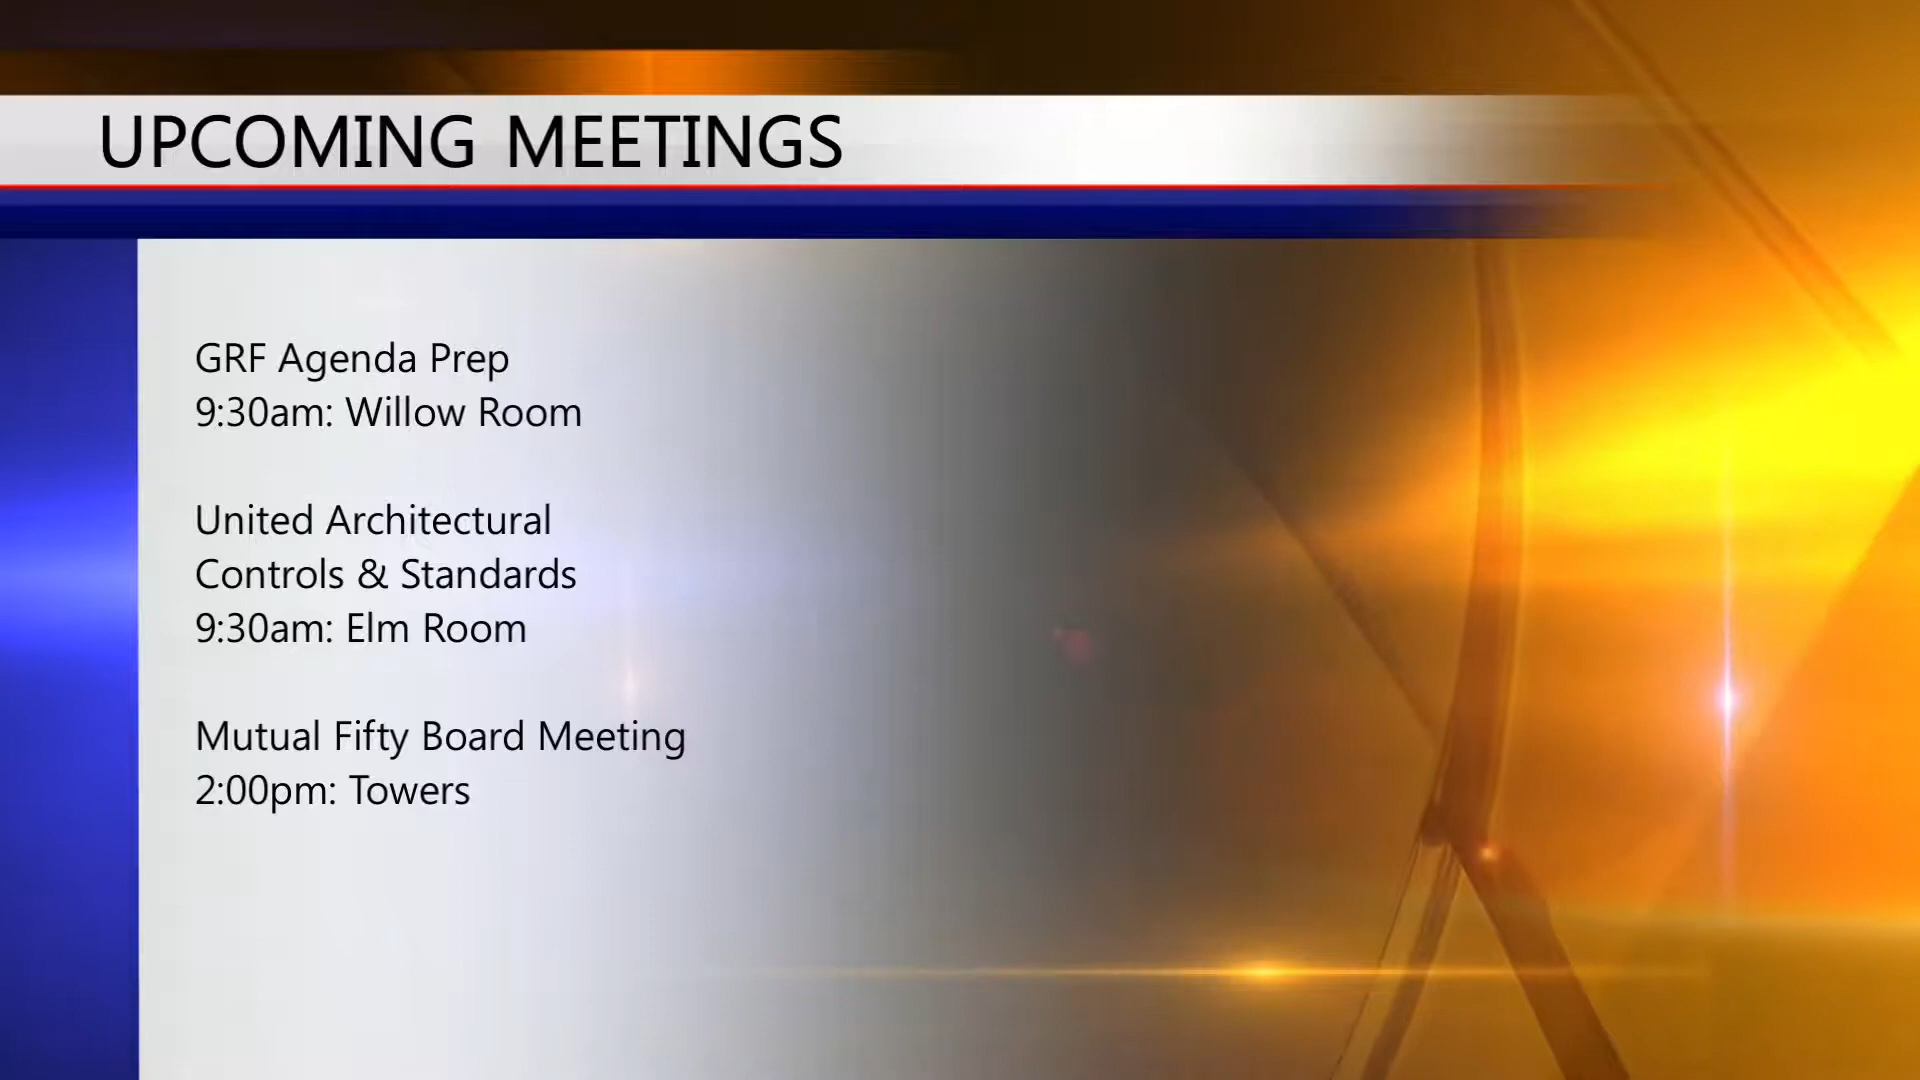 UPCOMING MEETINGS
GRF Agenda Prep
9:30am: Willow Room
United Architectural
Controls & Standards
9:30am: Elm Room
Mutual Fifty Board Meeting
2:00pm: Towers